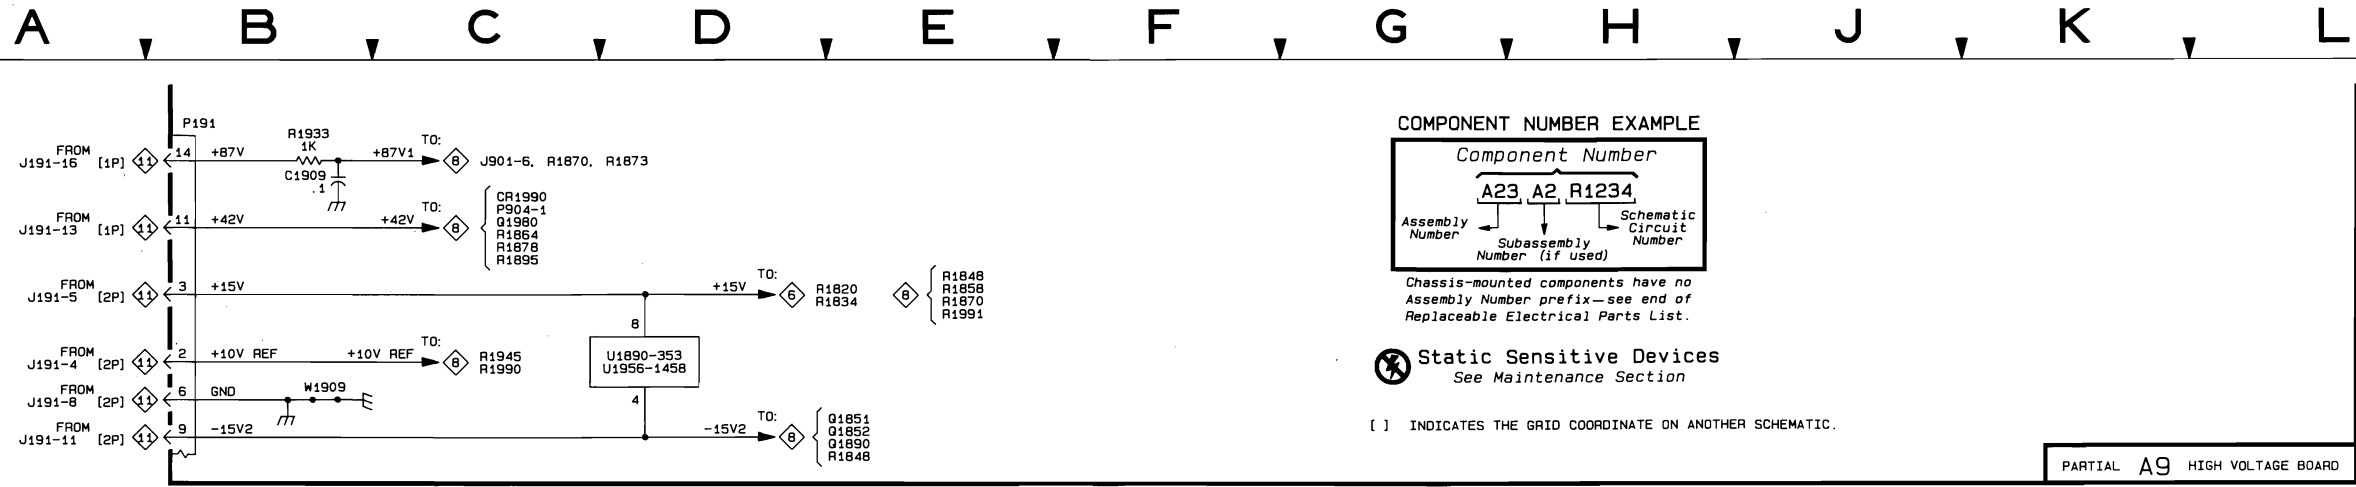 A B C D E F G H J K L
P191
FROM
J191-16 [1P] 11 14 +87V
R1933
1K
C1909
.1
+87V1
TO:
8 J901-6, R1870, R1873
FROM
J191-13 [1P] 11 11 +42V
+42V
TO:
8
CR1990
P904-1
Q1980
R1864
R1878
R1895
FROM
J191-5 [2P] 11 3 +15V
+15V
TO:
6
R1820
R1834
8
R1848
R1858
R1870
R1991
8
U1890-353
U1956-1458
4
FROM
J191-4 [2P] 11 2 +10V REF
+10V REF
TO:
8
R1945
R1990
FROM
J191-8 [2P] 11 6 GND
W1909
FROM
J191-11 [2P] 11 9 -15V2
-15V2
TO:
8
Q1851
Q1852
Q1890
R1848
COMPONENT NUMBER EXAMPLE
Component Number
A23 A2 R1234
Assembly
Number
Subassembly
Number (if used)
Schematic
Circuit
Number
Chassis-mounted components have no
Assembly Number prefix—see end of
Replaceable Electrical Parts List.
Static Sensitive Devices
See Maintenance Section
[ ] INDICATES THE GRID COORDINATE ON ANOTHER SCHEMATIC.
PARTIAL A9 HIGH VOLTAGE BOARD